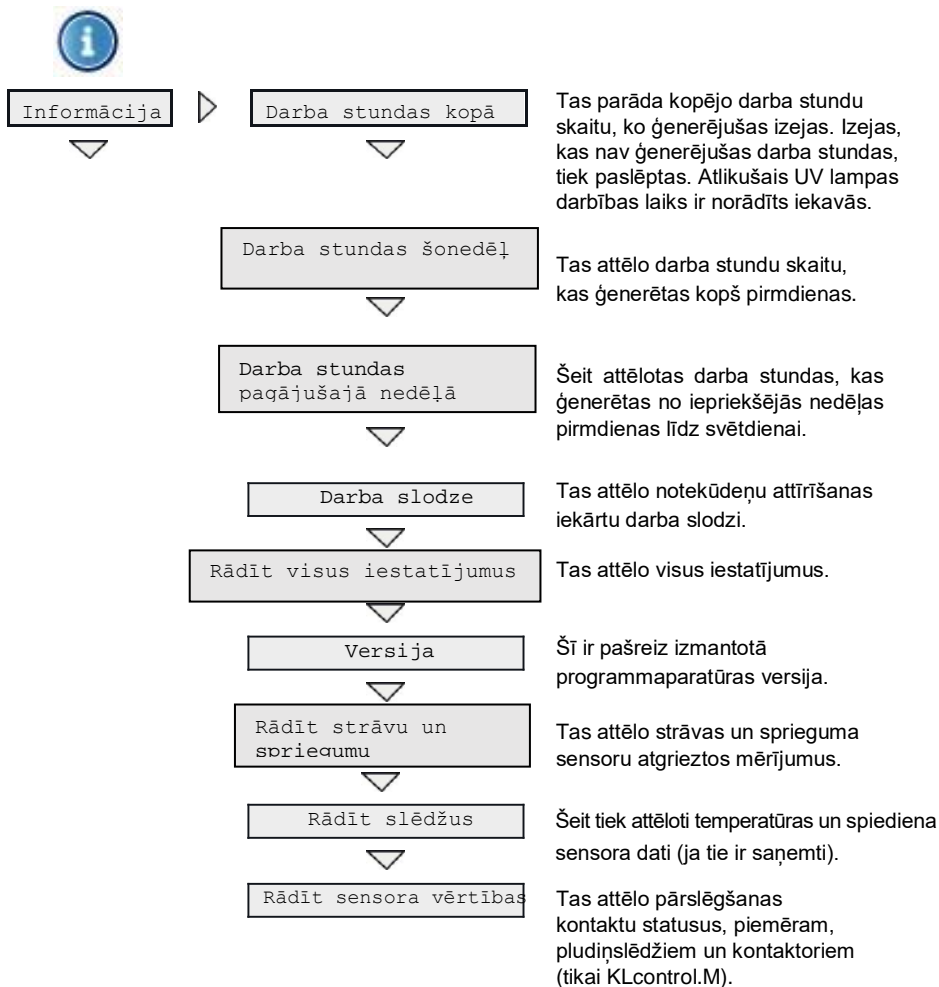 i
Informācija
Darba stundas kopā
Tas parāda kopējo darba stundu
skaitu, ko ģenerējušas izejas. Izejas,
kas nav ģenerējušas darba stundas,
tiek paslēptas. Atlikušais UV lampas
darbības laiks ir norādīts iekavās.
Darba stundas šonedēļ
Tas attēlo darba stundu skaitu,
kas ģenerētas kopš pirmdienas.
Darba stundas
pagājušajā nedēļā
Šeit attēlotas darba stundas, kas
ģenerētas no iepriekšējās nedēļas
pirmdienas līdz svētdienai.
Darba slodze
Tas attēlo notekūdeņu attīrīšanas
iekārtu darba slodzi.
Rādīt visus iestatījumus
Tas attēlo visus iestatījumus.
Versija
Šī ir pašreiz izmantotā
programmaparatūras versija.
Rādīt strāvu un
spriegumu
Tas attēlo strāvas un sprieguma
sensoru atgrieztos mērījumus.
Rādīt slēdžus
Šeit tiek attēloti temperatūras un spiediena
sensora dati (ja tie ir saņemti).
Rādīt sensora vērtības
Tas attēlo pārslēgšanas
kontaktu statusus, piemēram,
pludiņslēdžiem un kontaktoriem
(tikai KLcontrol.M).